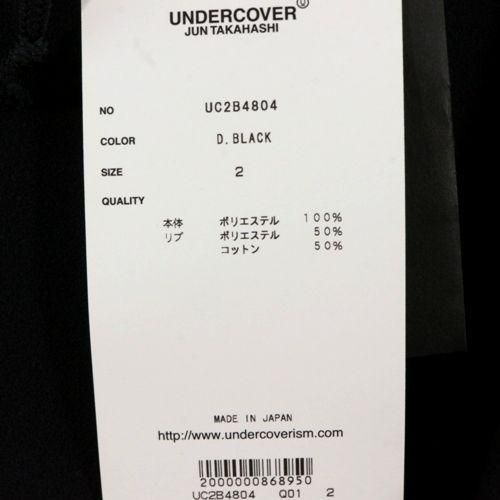 UNDERCOVER Ⓤ
JUN TAKAHASHI
NO UC2B4804
COLOR D.BLACK
SIZE 2
QUALITY
本体 ポリエステル 100%
リブ ポリエステル 50%
コットン 50%
MADE IN JAPAN
http://www.undercoverism.com/
2000000868950
UC2B4804 Q01 2